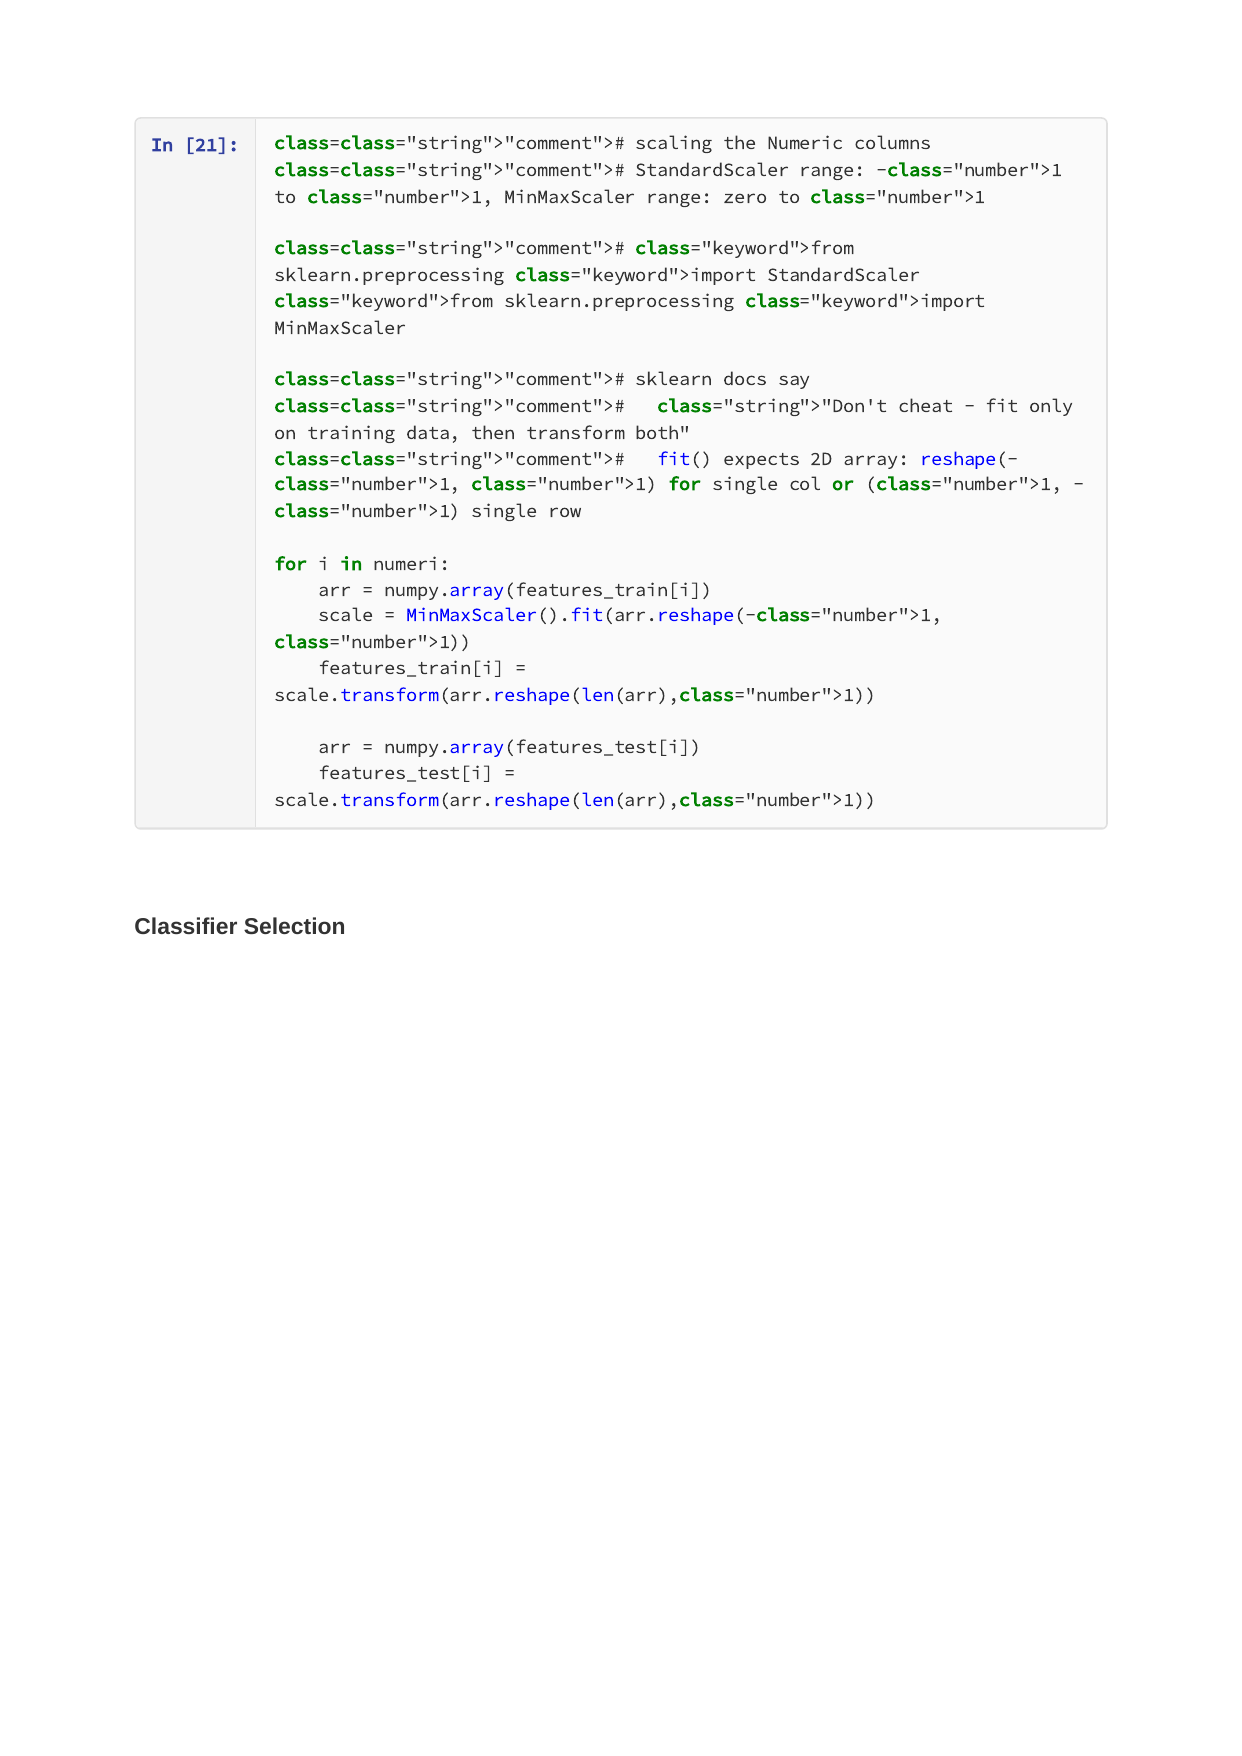 In [21]:
class=class="string">"comment"># scaling the Numeric columns
class=class="string">"comment"># StandardScaler range: -class="number">1
to class="number">1, MinMaxScaler range: zero to class="number">1
class=class="string">"comment"># class="keyword">from
sklearn.preprocessing class="keyword">import StandardScaler
class="keyword">from sklearn.preprocessing class="keyword">import
MinMaxScaler
class=class="string">"comment"># sklearn docs say
class=class="string">"comment">#   class="string">"Don't cheat - fit only
on training data, then transform both"
class=class="string">"comment">#   fit() expects 2D array: reshape(-
class="number">1, class="number">1) for single col or (class="number">1, -
class="number">1) single row
for i in numeri:
    arr = numpy.array(features_train[i])
    scale = MinMaxScaler().fit(arr.reshape(-class="number">1,
class="number">1))
    features_train[i] =
scale.transform(arr.reshape(len(arr),class="number">1))
    arr = numpy.array(features_test[i])
    features_test[i] =
scale.transform(arr.reshape(len(arr),class="number">1))
Classifier Selection